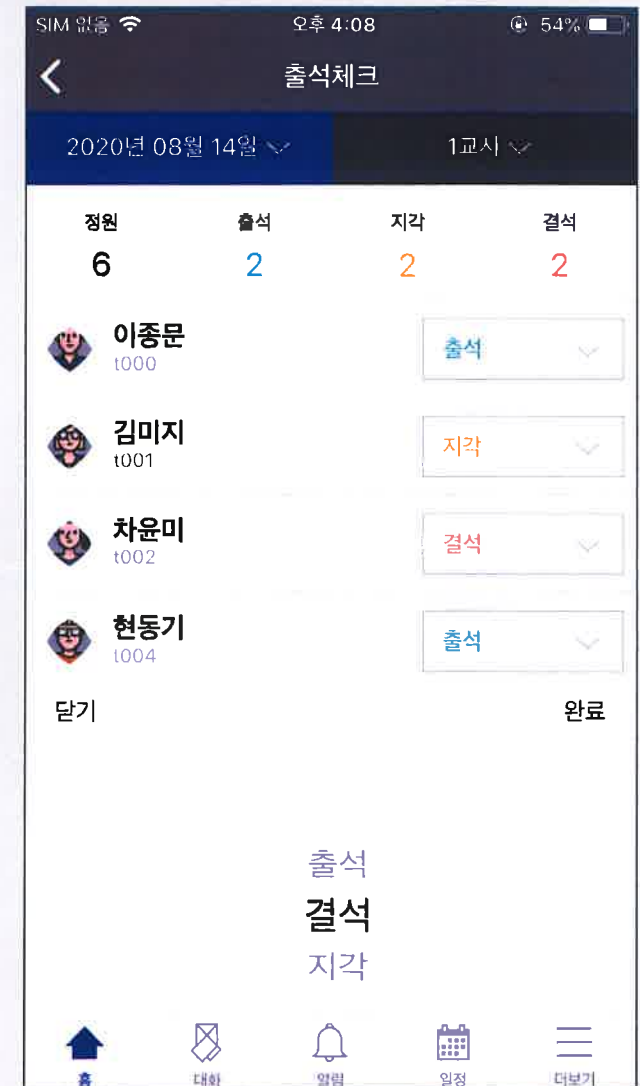 SIM 없음 오후 4:08 54%
출석체크
2020년 08월 14일 1교시
정원 출석 지각 결석
6 2 2 2
이종문 출석
t000
김미지 지각
t001
차윤미 결석
t002
현동기 출석
t004
닫기 완료
출석
결석
지각
홈 대화 알림 일정 더보기